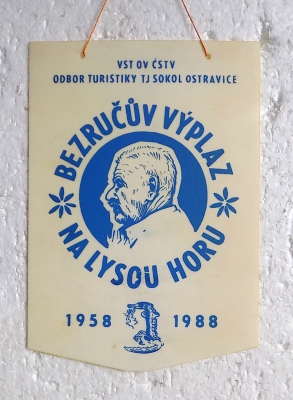 VST OV ČSTV
ODBOR TURISTIKY TJ SOKOL OSTRAVICE
BEZRUČŮV VÝPLAZ
NA LYSOU HORU
1958 1988